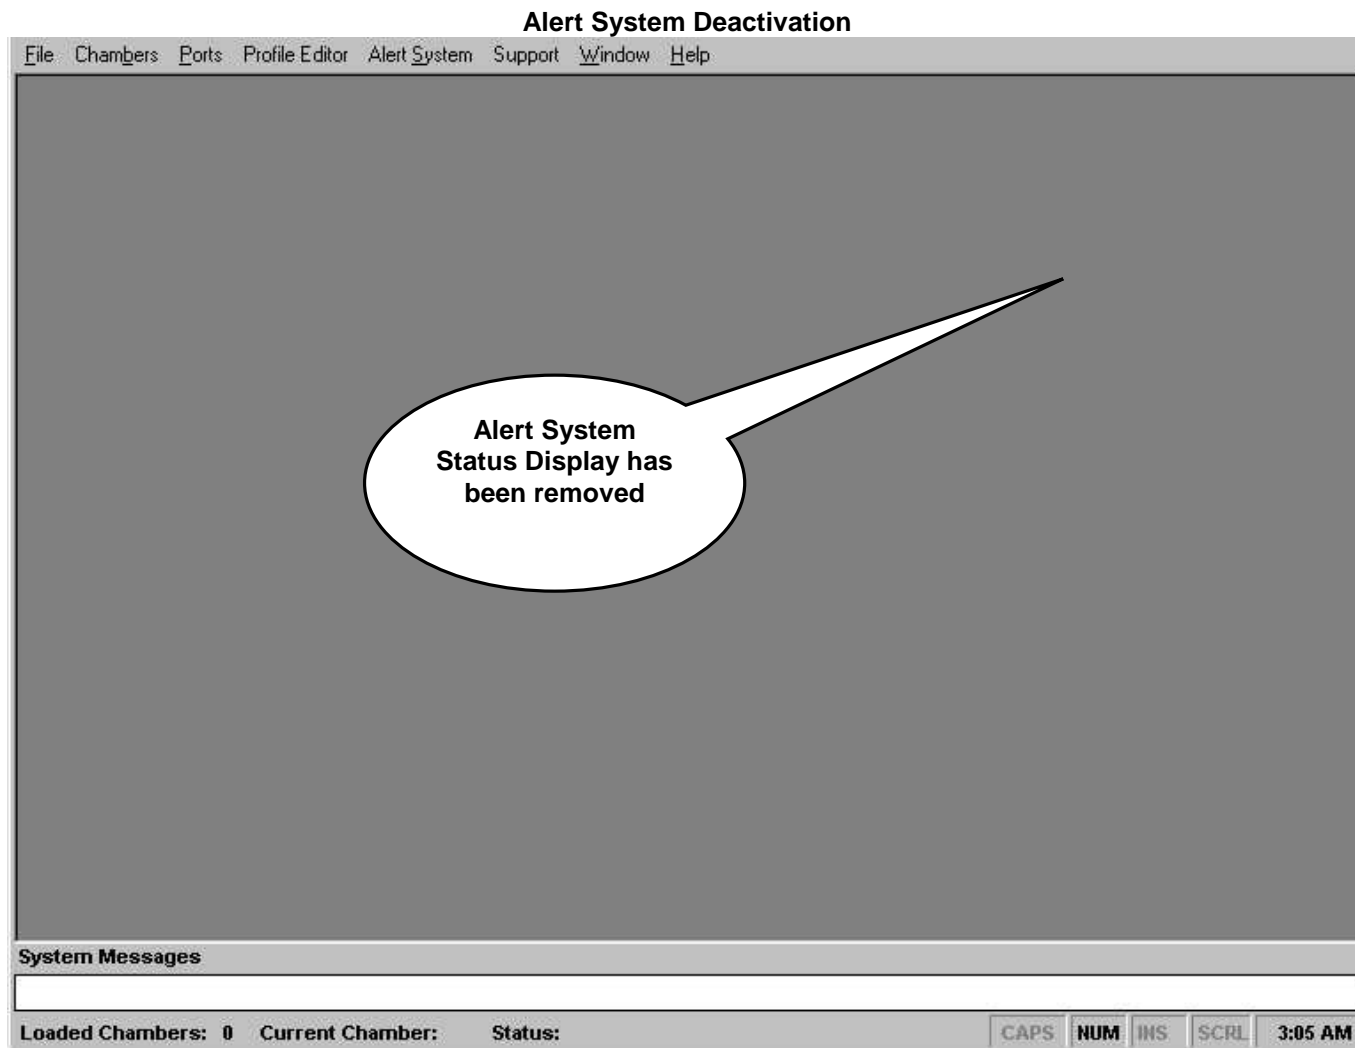 Alert System Deactivation
File Chambers Ports Profile Editor Alert System Support Window Help
Alert System
Status Display has
been removed
System Messages
Loaded Chambers: 0 Current Chamber: Status: CAPS NUM INS SCRL 3:05 AM